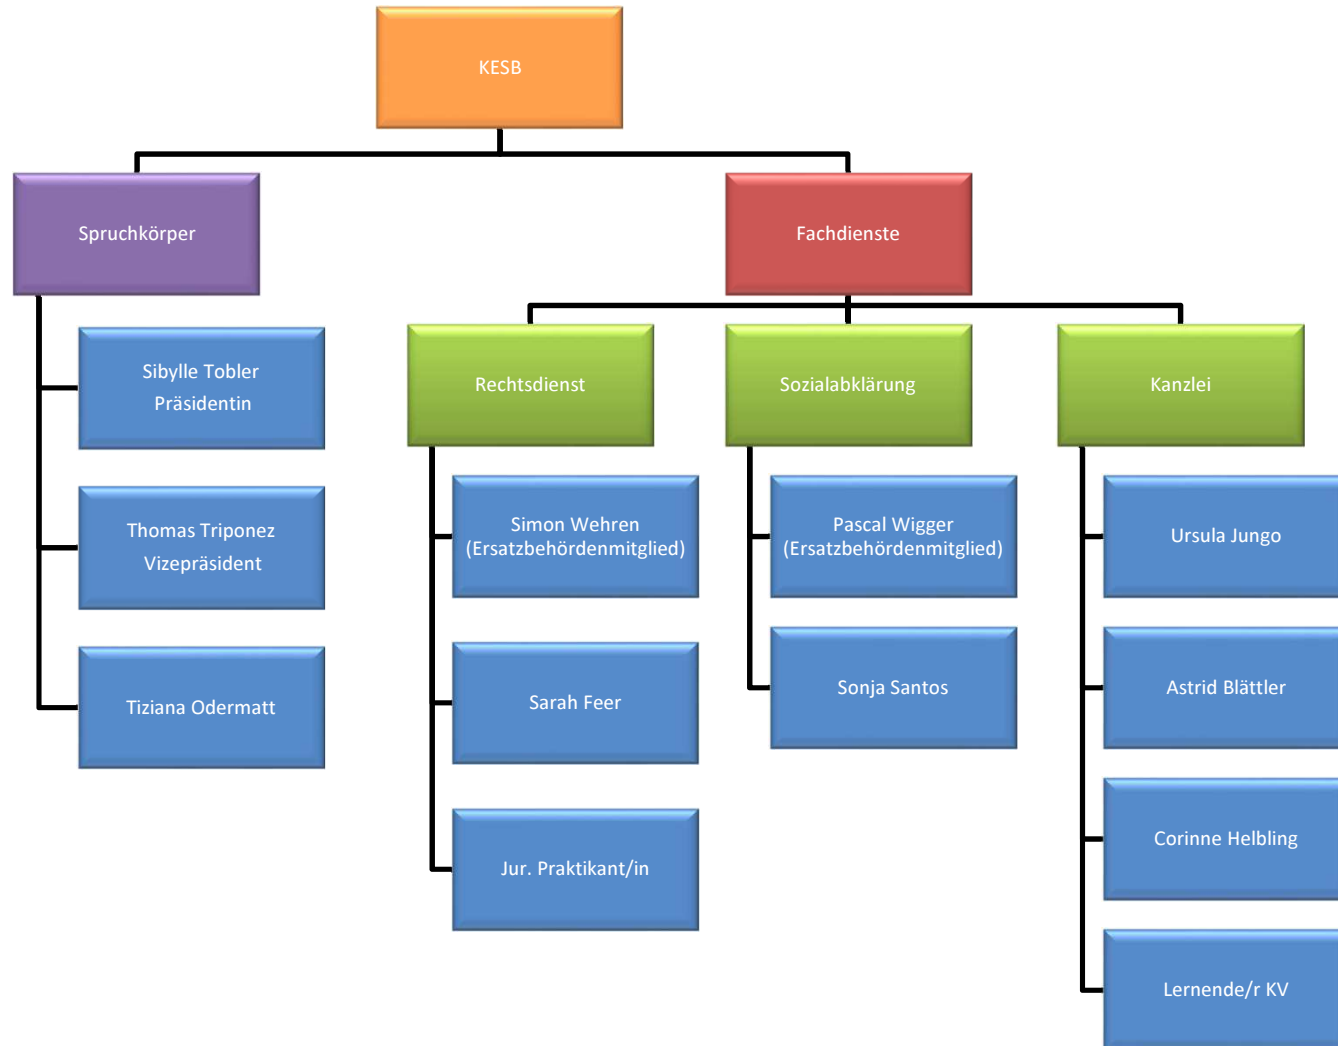 KESB
Spruchkörper
Fachdienste
Sibylle Tobler
Präsidentin
Thomas Triponez
Vizepräsident
Tiziana Odermatt
Rechtsdienst
Simon Wehren
(Ersatzbehördenmitglied)
Sarah Feer
Jur. Praktikant/in
Sozialabklärung
Pascal Wigger
(Ersatzbehördenmitglied)
Sonja Santos
Kanzlei
Ursula Jungo
Astrid Blättler
Corinne Helbling
Lernende/r KV